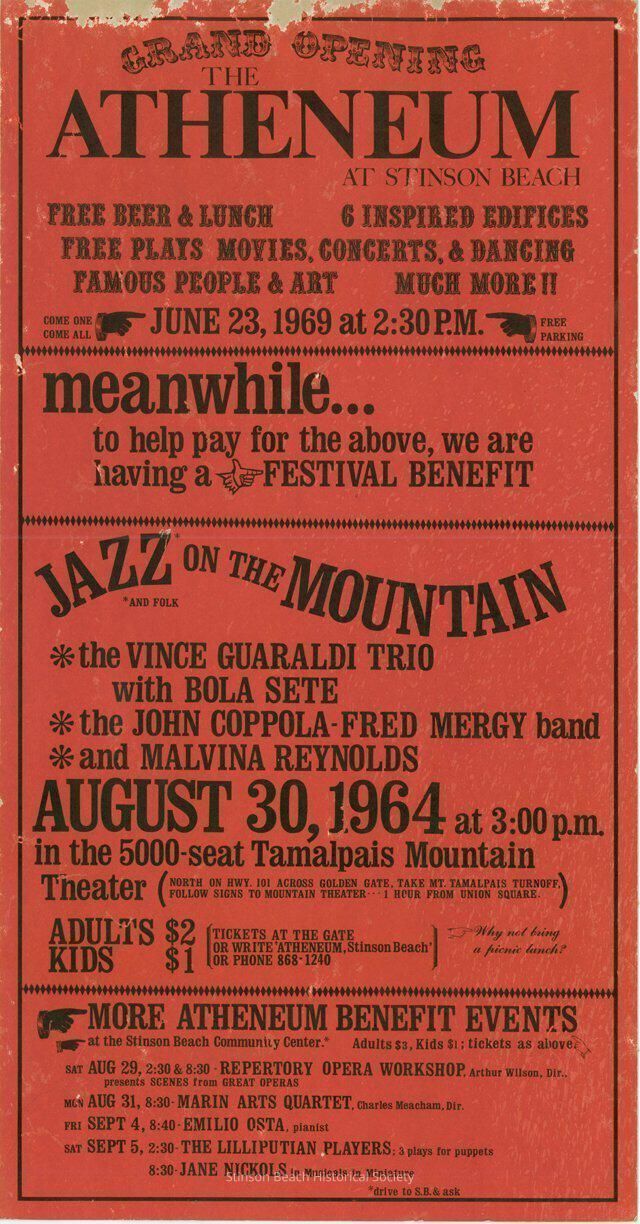 GRAND OPENING
THE
ATHENEUM
AT STINSON BEACH
FREE BEER & LUNCH 6 INSPIRED EDIFICES
FREE PLAYS MOVIES, CONCERTS, & DANCING
FAMOUS PEOPLE & ART MUCH MORE!!
COME ONE
COME ALL
JUNE 23, 1969 at 2:30 P.M.
FREE
PARKING
meanwhile...
to help pay for the above, we are
having a FESTIVAL BENEFIT
JAZZ* ON THE MOUNTAIN
*AND FOLK
*the VINCE GUARALDI TRIO
with BOLA SETE
*the JOHN COPPOLA-FRED MERGY band
*and MALVINA REYNOLDS
AUGUST 30, 1964 at 3:00 p.m.
in the 5000-seat Tamalpais Mountain
Theater (NORTH ON HWY. 101 ACROSS GOLDEN GATE, TAKE MT. TAMALPAIS TURNOFF,
FOLLOW SIGNS TO MOUNTAIN THEATER---1 HOUR FROM UNION SQUARE.)
ADULTS $2
KIDS $1
[TICKETS AT THE GATE
OR WRITE 'ATHENEUM, Stinson Beach'
OR PHONE 868-1240]
Why not bring
a picnic lunch?
MORE ATHENEUM BENEFIT EVENTS
at the Stinson Beach Community Center.* Adults $3, Kids $1; tickets as above.
SAT AUG 29, 2:30 & 8:30 - REPERTORY OPERA WORKSHOP, Arthur Wilson, Dir.,
presents SCENES from GREAT OPERAS
MON AUG 31, 8:30 - MARIN ARTS QUARTET, Charles Meacham, Dir.
FRI SEPT 4, 8:40 - EMILIO OSTA, pianist
SAT SEPT 5, 2:30 - THE LILLIPUTIAN PLAYERS; 3 plays for puppets
8:30 - JANE NICKOLS in Musicals in Miniature
Stinson Beach Historical Society
*drive to S.B. & ask